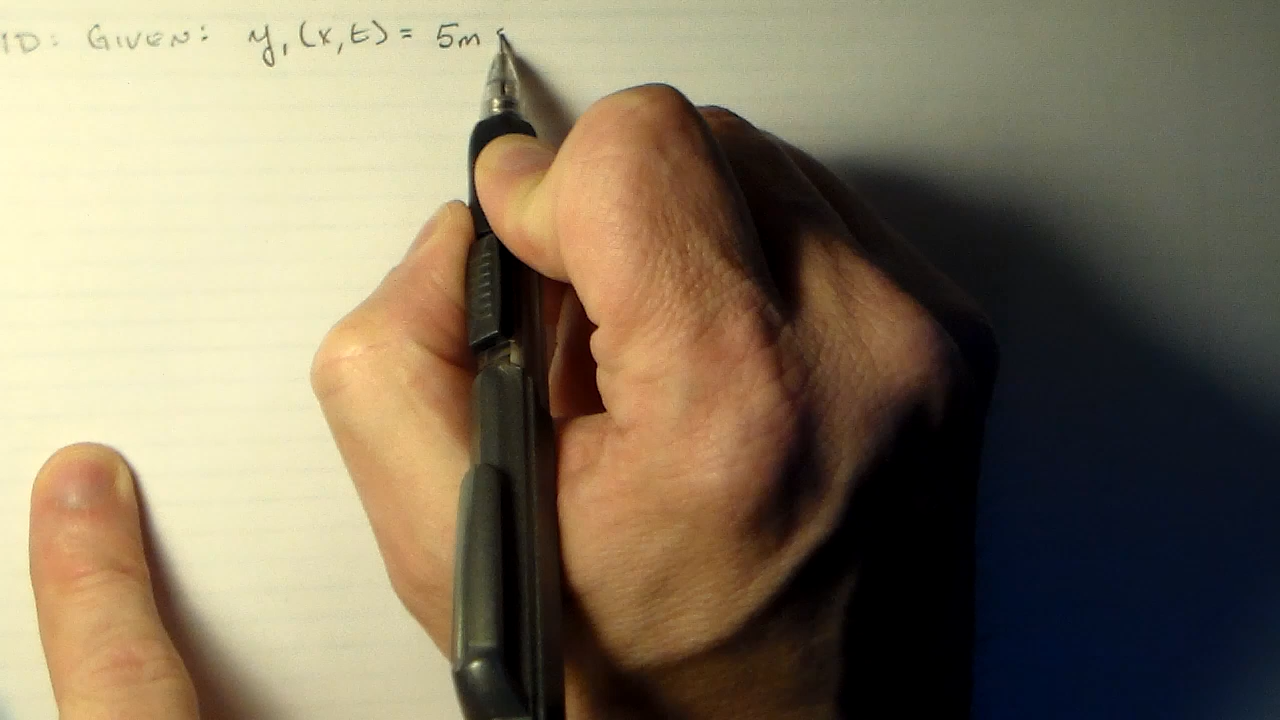 1D: GIVEN: y₁(x,t) = 5m